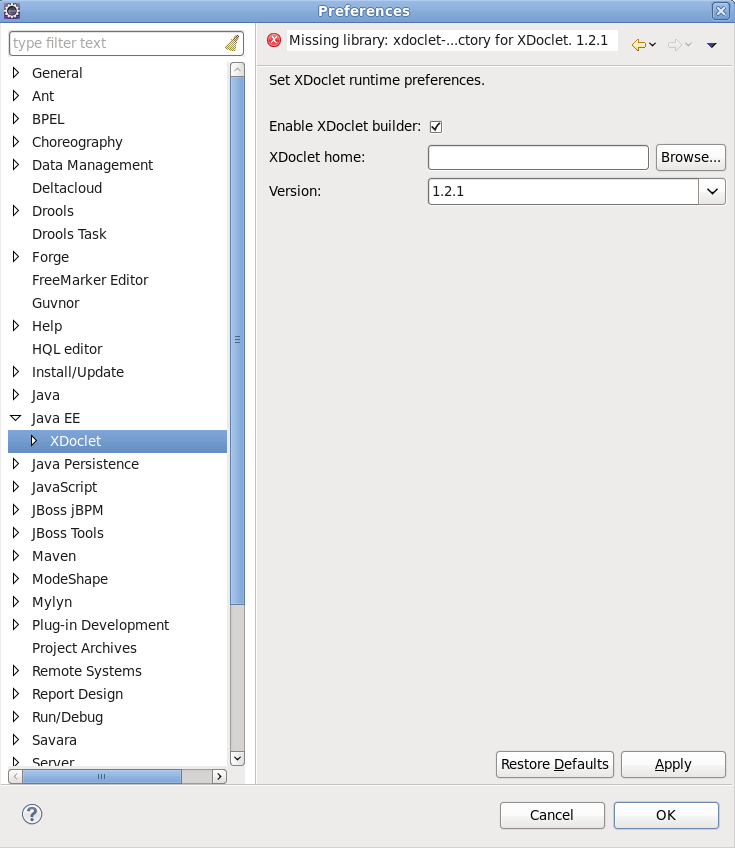 Preferences
type filter text
General
Ant
BPEL
Choreography
Data Management
Deltacloud
Drools
Drools Task
Forge
FreeMarker Editor
Guvnor
Help
HQL editor
Install/Update
Java
Java EE
XDoclet
Java Persistence
JavaScript
JBoss jBPM
JBoss Tools
Maven
ModeShape
Mylyn
Plug-in Development
Project Archives
Remote Systems
Report Design
Run/Debug
Savara
Server
Missing library: xdoclet-...ctory for XDoclet. 1.2.1
Set XDoclet runtime preferences.
Enable XDoclet builder:
XDoclet home: Browse...
Version: 1.2.1
Restore Defaults Apply
? Cancel OK